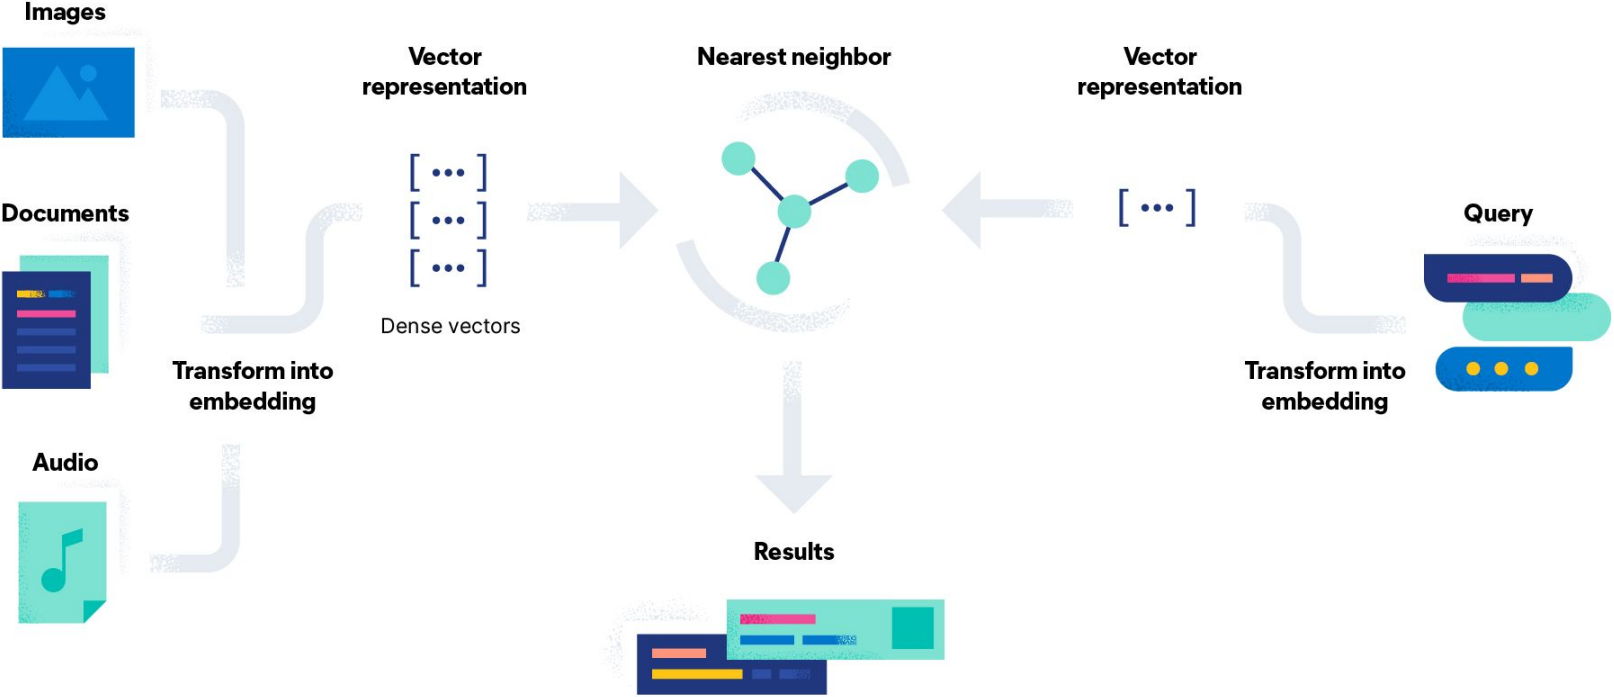 Images
Vector
representation
Nearest neighbor
Vector
representation
Documents
Query
Dense vectors
Transform into
embedding
Transform into
embedding
Audio
Results